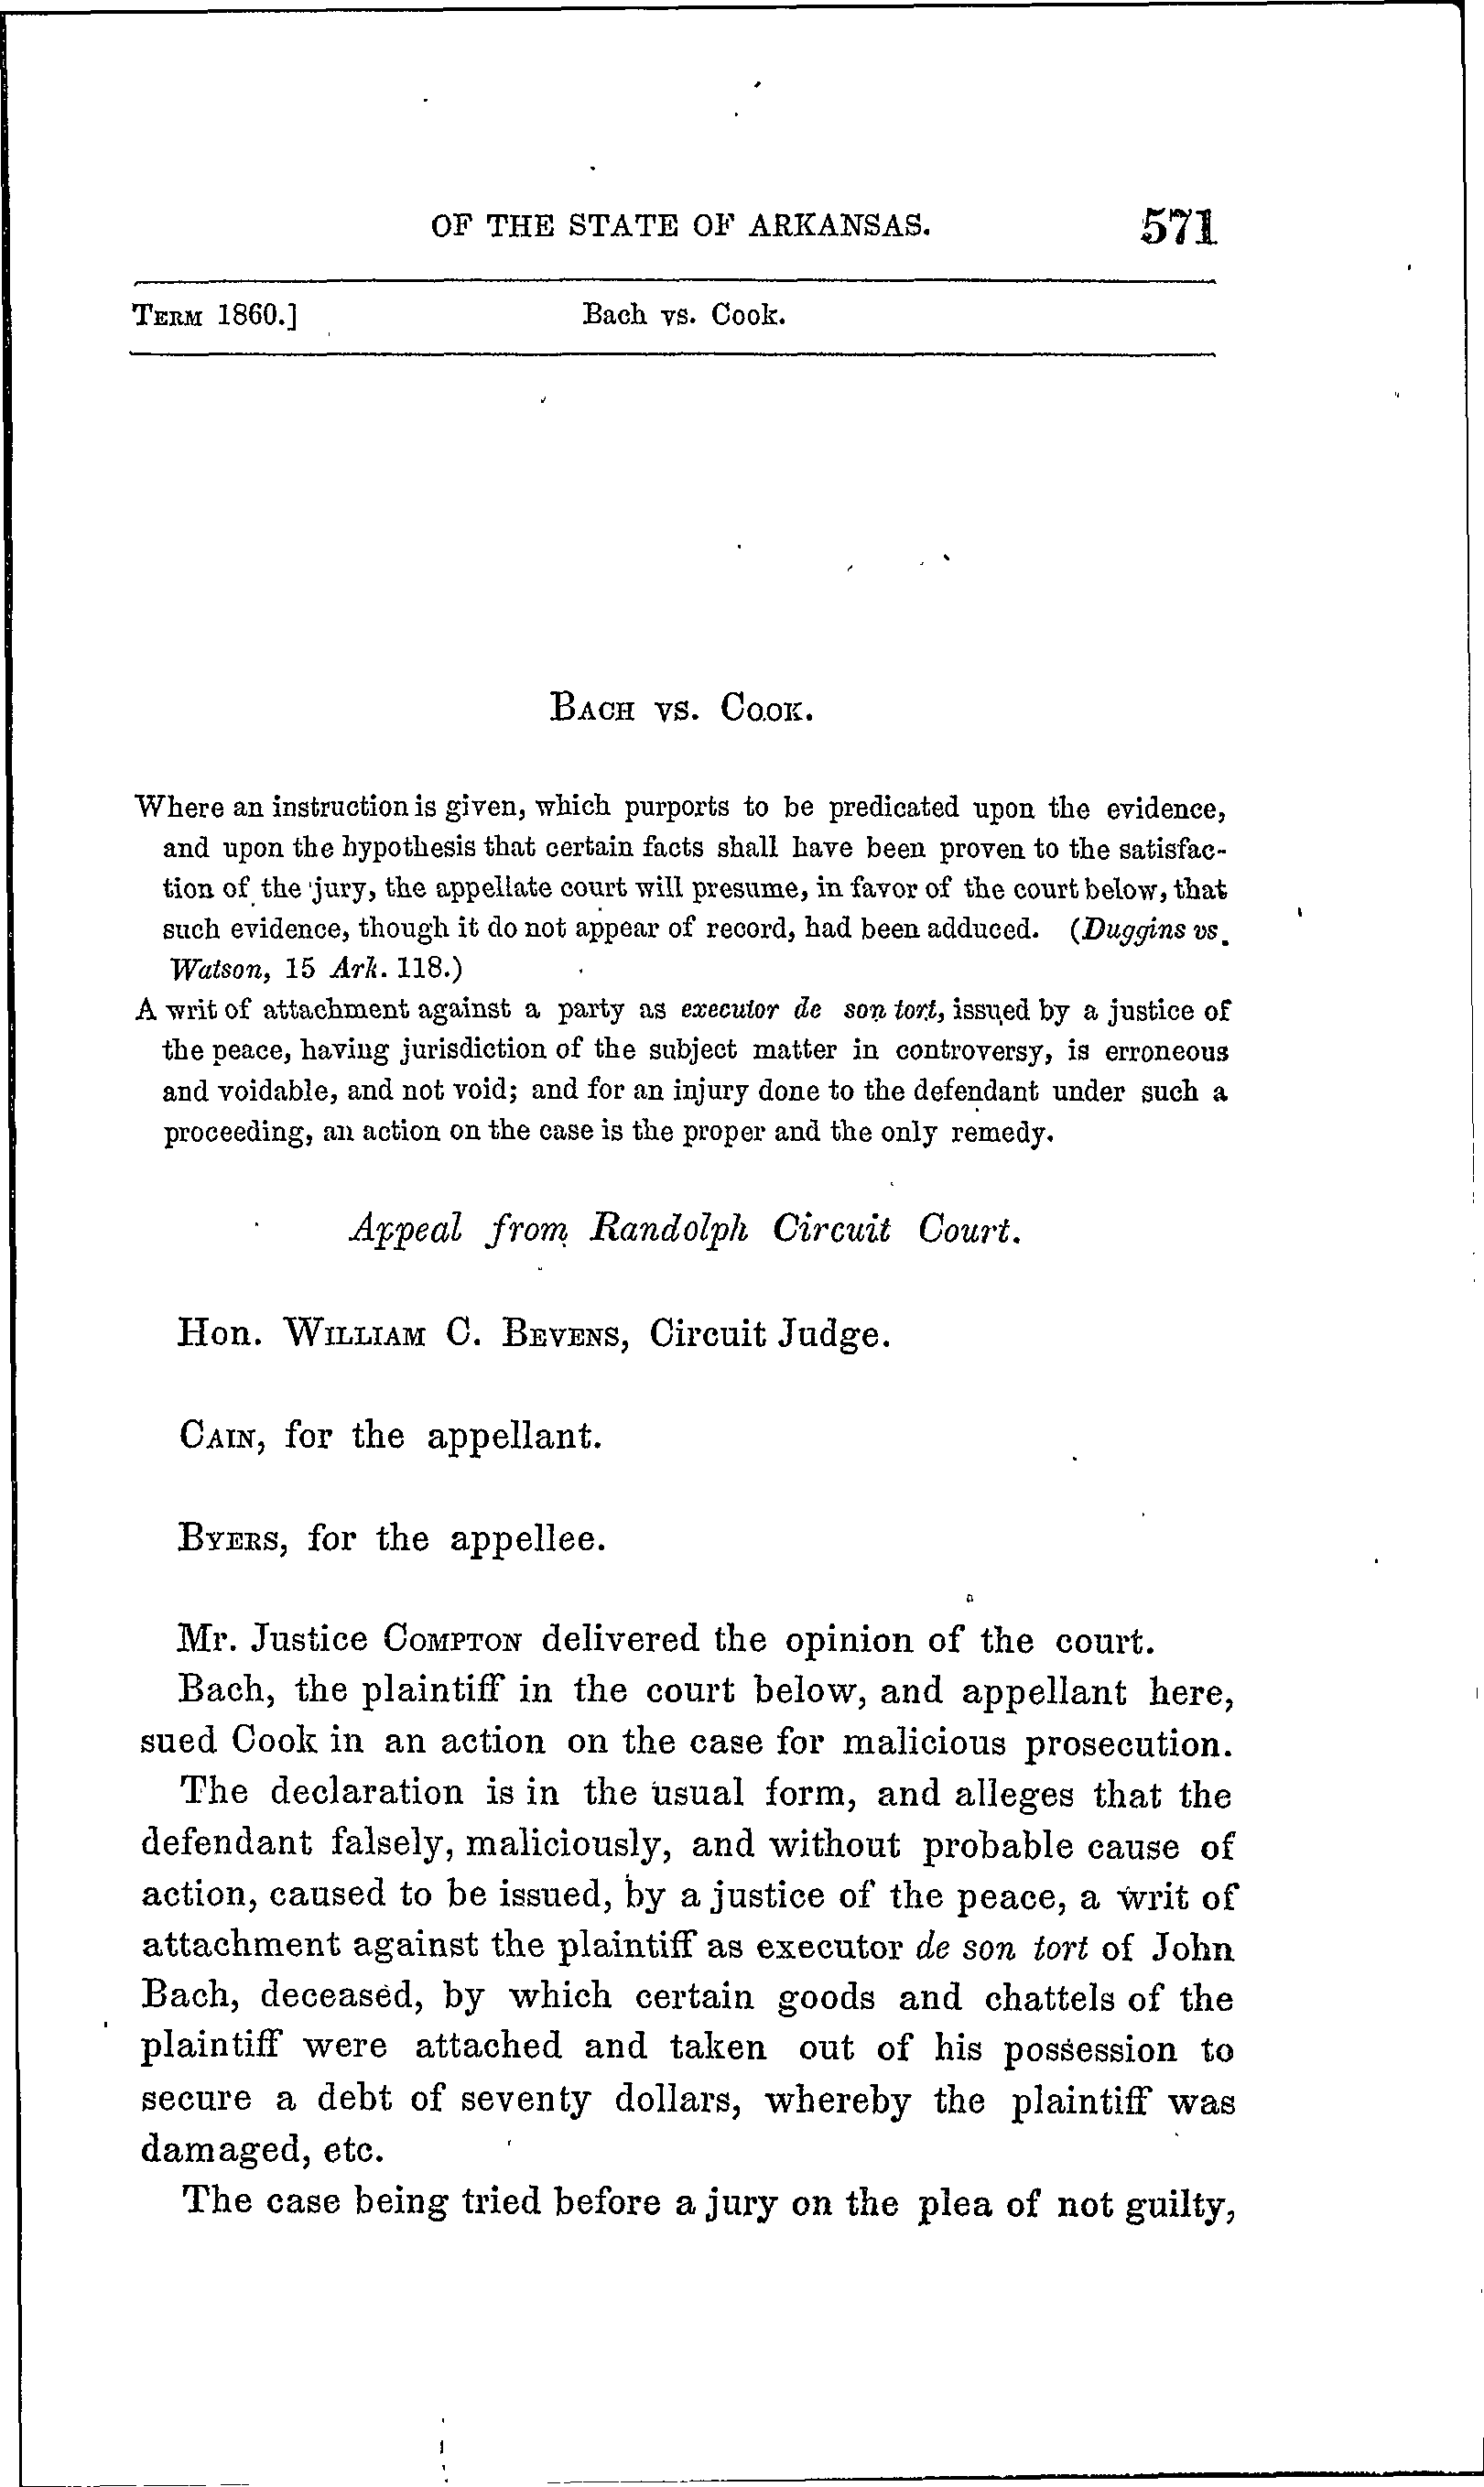 OF THE STATE OF ARKANSAS. 571
TERM 1860.] Bach vs. Cook.
BACH VS. COOK.
Where an instruction is given, which purports to be predicated upon the evidence,
and upon the hypothesis that certain facts shall have been proven to the satisfac-
tion of the jury, the appellate court will presume, in favor of the court below, that
such evidence, though it do not appear of record, had been adduced. (Duggins vs.
Watson, 15 Ark. 118.)
A writ of attachment against a party as executor de son tort, issued by a justice of
the peace, having jurisdiction of the subject matter in controversy, is erroneous
and voidable, and not void; and for an injury done to the defendant under such a
proceeding, an action on the case is the proper and the only remedy.
Appeal from Randolph Circuit Court.
Hon. WILLIAM C. BEVENS, Circuit Judge.
CAIN, for the appellant.
BYERS, for the appellee.
Mr. Justice COMPTON delivered the opinion of the court.
Bach, the plaintiff in the court below, and appellant here,
sued Cook in an action on the case for malicious prosecution.
The declaration is in the usual form, and alleges that the
defendant falsely, maliciously, and without probable cause of
action, caused to be issued, by a justice of the peace, a writ of
attachment against the plaintiff as executor de son tort of John
Bach, deceased, by which certain goods and chattels of the
plaintiff were attached and taken out of his possession to
secure a debt of seventy dollars, whereby the plaintiff was
damaged, etc.
The case being tried before a jury on the plea of not guilty,